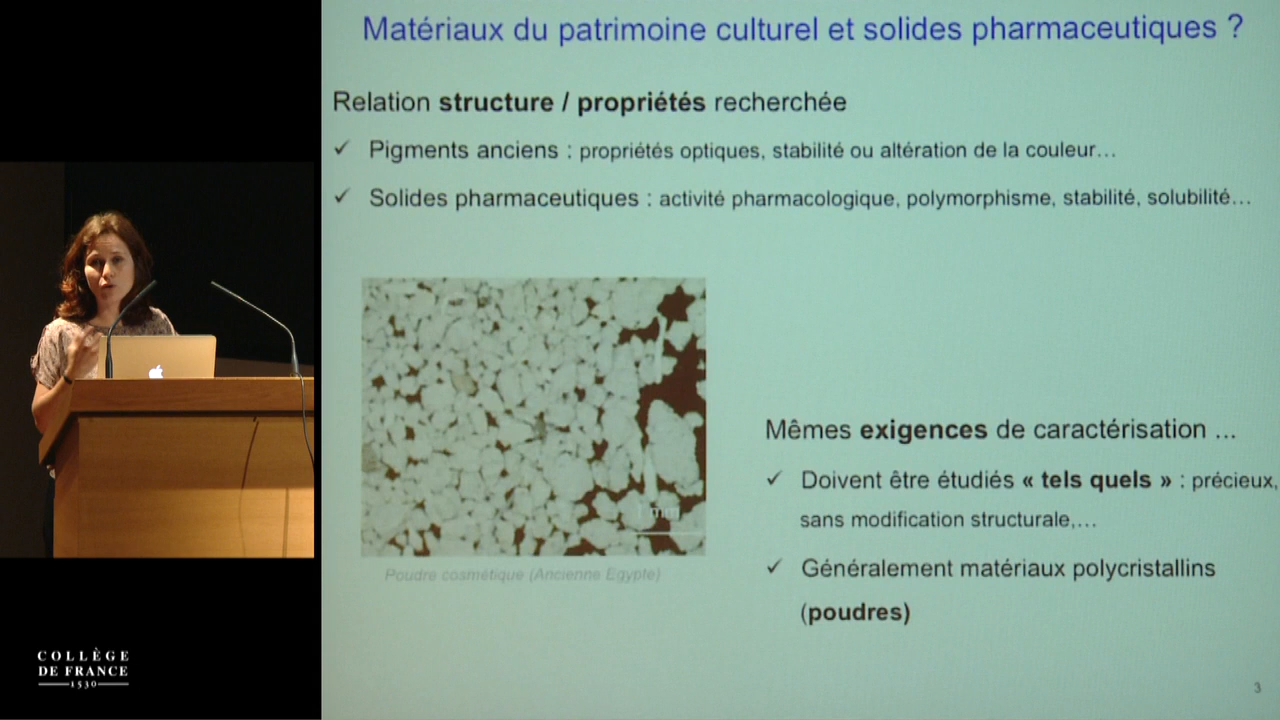 Matériaux du patrimoine culturel et solides pharmaceutiques ?
Relation structure / propriétés recherchée
✓ Pigments anciens : propriétés optiques, stabilité ou altération de la couleur…
✓ Solides pharmaceutiques : activité pharmacologique, polymorphisme, stabilité, solubilité…
1 mm
Poudre cosmétique (Ancienne Egypte)
Mêmes exigences de caractérisation ...
✓ Doivent être étudiés « tels quels » : précieux,
sans modification structurale,…
✓ Généralement matériaux polycristallins
(poudres)
3
COLLÈGE
DE FRANCE
1530